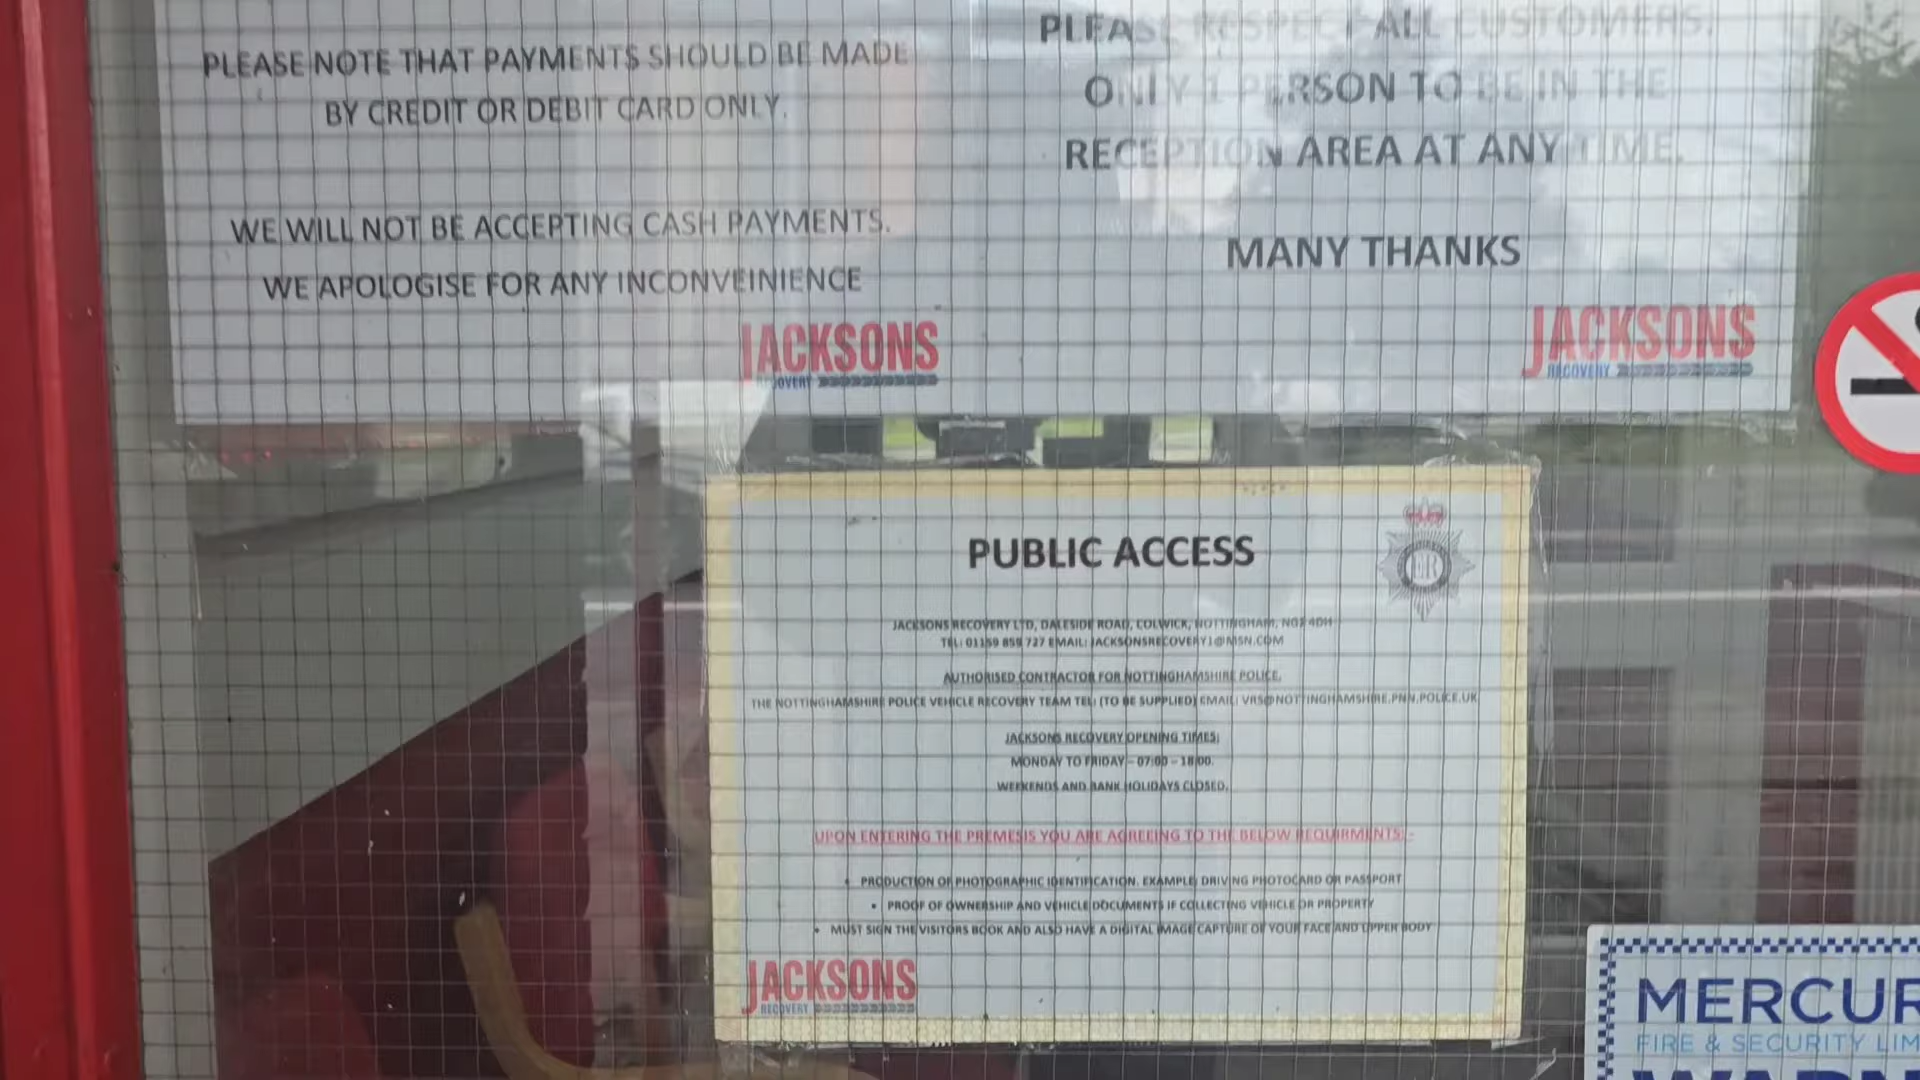 PLEASE NOTE THAT PAYMENTS SHOULD BE MADE
BY CREDIT OR DEBIT CARD ONLY.
WE WILL NOT BE ACCEPTING CASH PAYMENTS.
WE APOLOGISE FOR ANY INCONVEINIENCE
JACKSONS
RECOVERY
PLEASE RESPECT ALL CUSTOMERS.
ONLY 1 PERSON TO BE IN THE
RECEPTION AREA AT ANY TIME.
MANY THANKS
JACKSONS
RECOVERY
PUBLIC ACCESS
ER
JACKSONS RECOVERY LTD, DALESIDE ROAD, COLWICK, NOTTINGHAM, NG2 4DH
TEL: 01159 859 727 EMAIL: JACKSONSRECOVERY1@MSN.COM
AUTHORISED CONTRACTOR FOR NOTTINGHAMSHIRE POLICE.
THE NOTTINGHAMSHIRE POLICE VEHICLE RECOVERY TEAM TEL: (TO BE SUPPLIED) EMAIL: VRS@NOTTINGHAMSHIRE.PNN.POLICE.UK
JACKSONS RECOVERY OPENING TIMES:
MONDAY TO FRIDAY – 07:00 – 18:00.
WEEKENDS AND BANK HOLIDAYS CLOSED.
UPON ENTERING THE PREMESIS YOU ARE AGREEING TO THE BELOW REQUIRMENTS: -
• PRODUCTION OF PHOTOGRAPHIC IDENTIFICATION. EXAMPLE: DRIVING PHOTOCARD OR PASSPORT
• PROOF OF OWNERSHIP AND VEHICLE DOCUMENTS IF COLLECTING VEHICLE OR PROPERTY
• MUST SIGN THE VISITORS BOOK AND ALSO HAVE A DIGITAL IMAGE CAPTURE OF YOUR FACE AND UPPER BODY
JACKSONS
RECOVERY
MERCUR
FIRE & SECURITY LIM